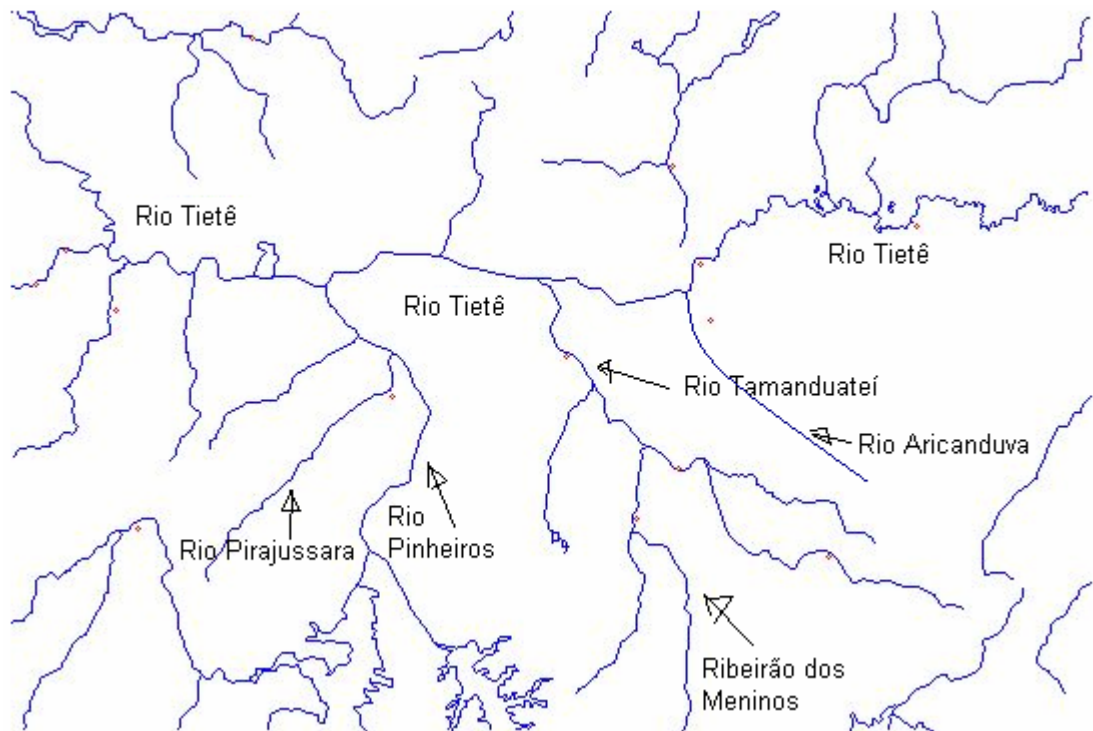 Rio Tietê
Rio Tietê
Rio Tietê
Rio Tamanduateí
Rio Aricanduva
Rio
Pinheiros
Rio Pirajussara
Ribeirão dos
Meninos